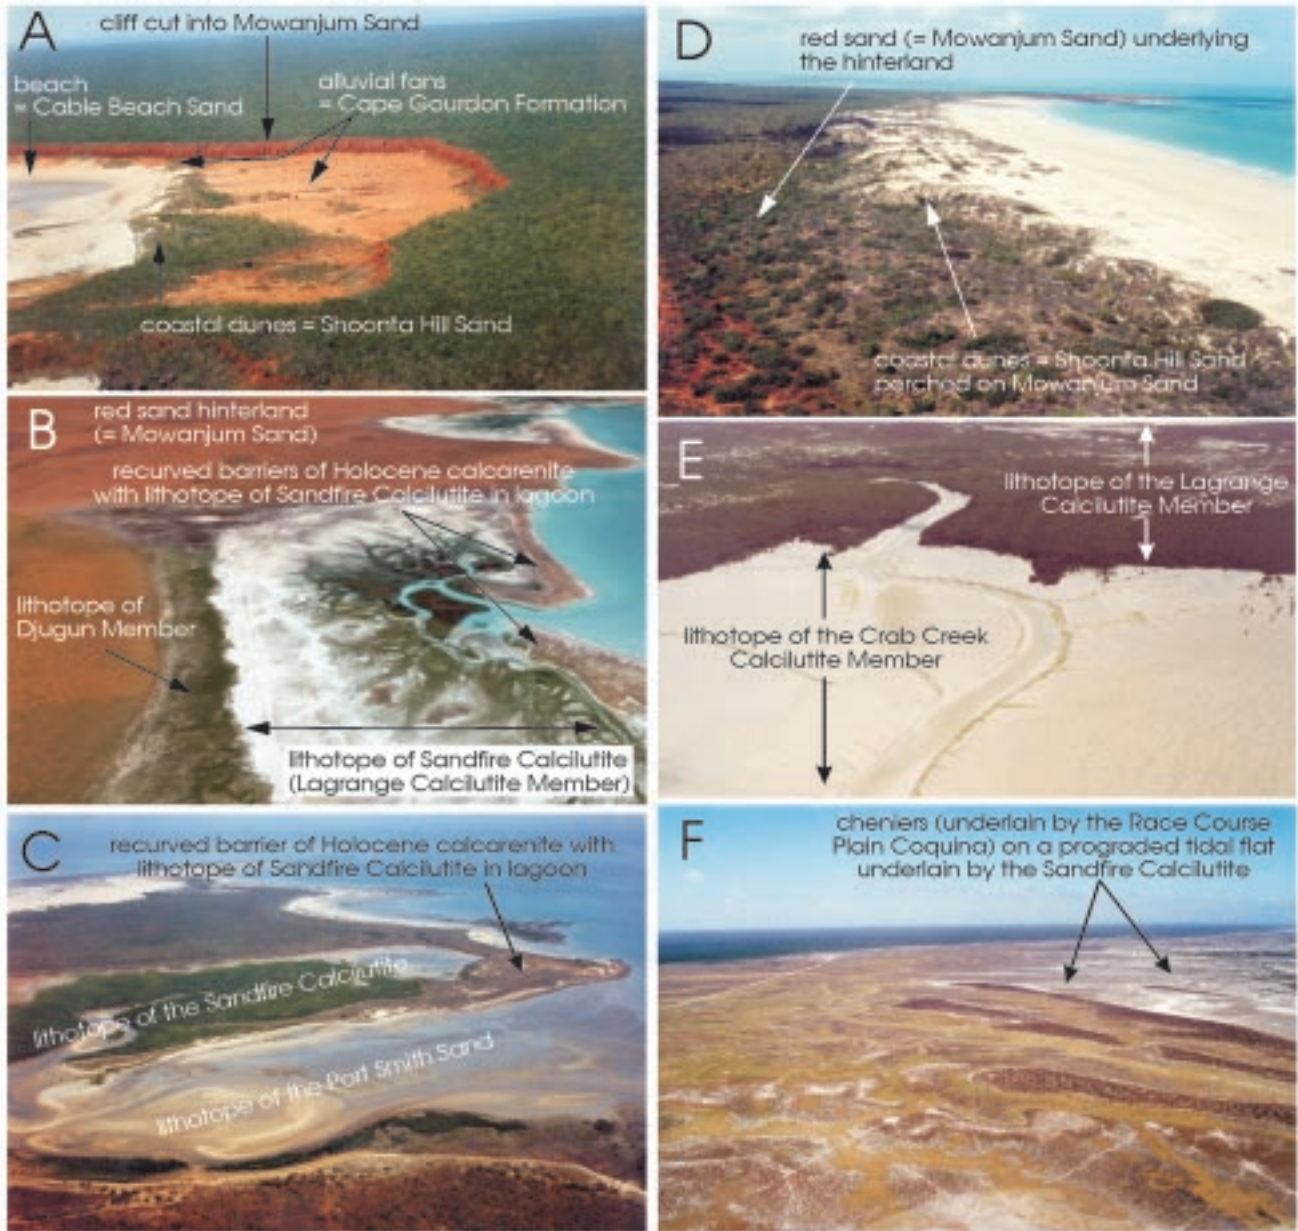 A
cliff cut into Mowanjum Sand
beach
= Cable Beach Sand
alluvial fans
= Cape Gourdon Formation
coastal dunes = Shoonta Hill Sand
B
red sand hinterland
(= Mowanjum Sand)
recurved barriers of Holocene calcarenite
with lithotope of Sandfire Calcilutite in lagoon
lithotope of
Djugun Member
lithotope of Sandfire Calcilutite
(Lagrange Calcilutite Member)
C
recurved barrier of Holocene calcarenite with
lithotope of Sandfire Calcilutite in lagoon
lithotope of the Sandfire Calcilutite
lithotope of the Port Smith Sand
D
red sand (= Mowanjum Sand) underlying
the hinterland
coastal dunes = Shoonta Hill Sand
perched on Mowanjum Sand
E
lithotope of the Lagrange
Calcilutite Member
lithotope of the Crab Creek
Calcilutite Member
F
cheniers (underlain by the Race Course
Plain Coquina) on a prograded tidal flat
underlain by the Sandfire Calcilutite